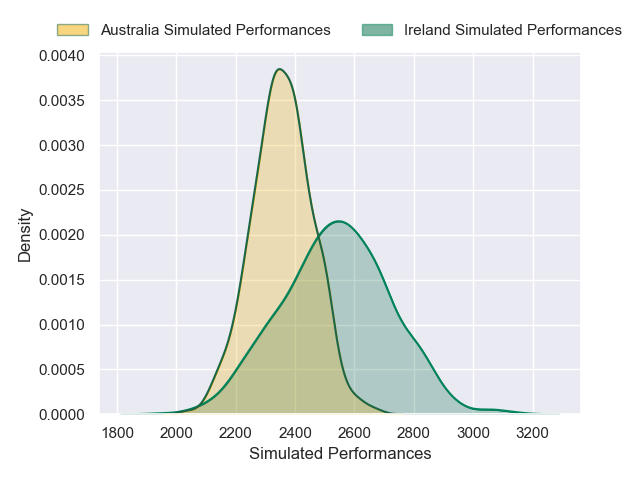 Australia Simulated Performances
Ireland Simulated Performances
0.0040
0.0035
0.0030
0.0025
0.0020
0.0015
0.0010
0.0005
0.0000
Density
1800 2000 2200 2400 2600 2800 3000 3200
Simulated Performances